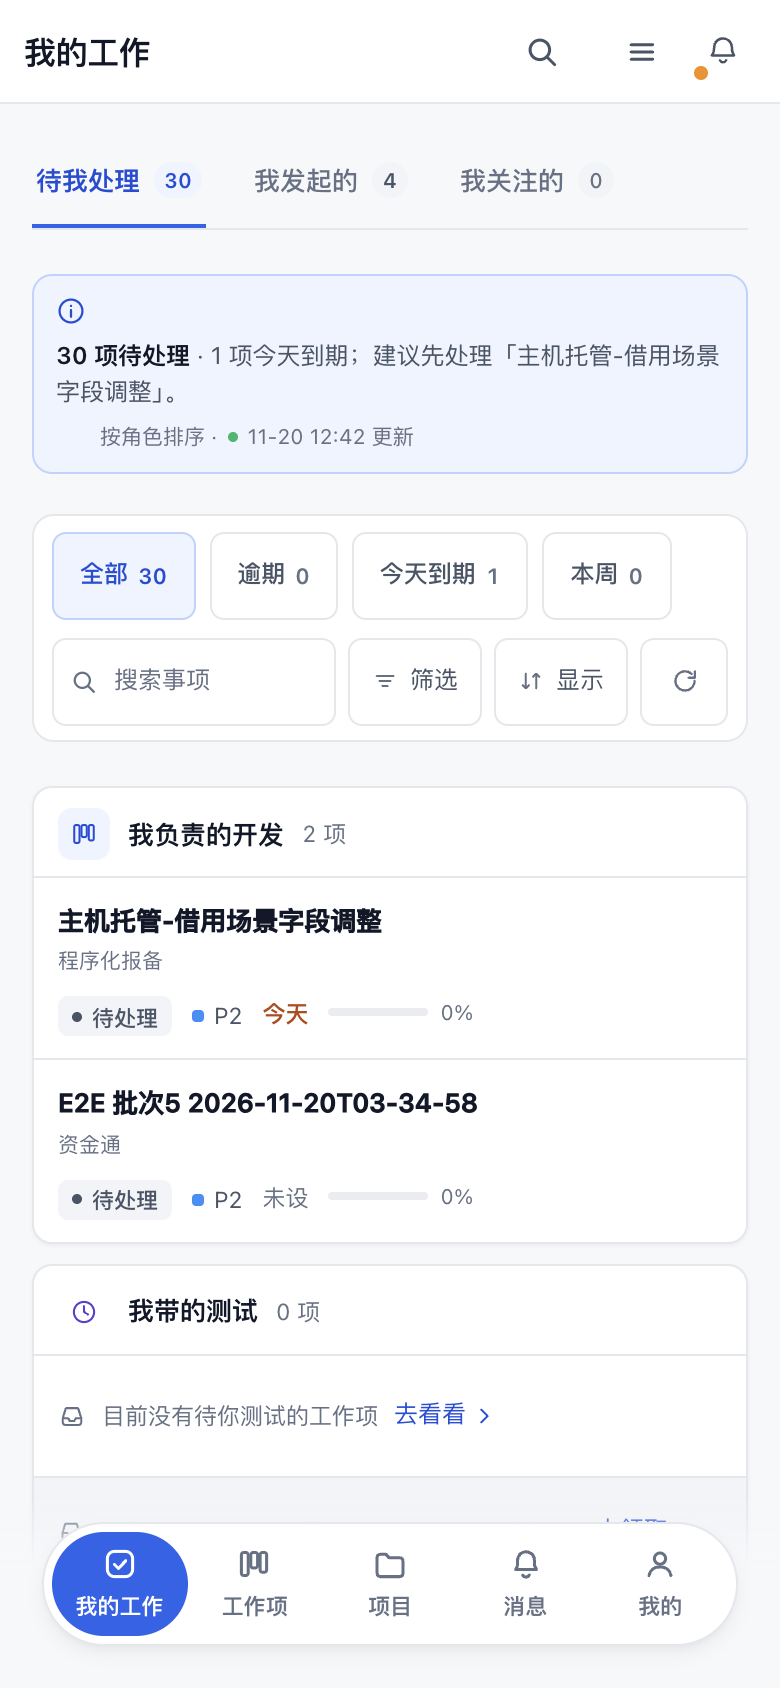 我的工作
待我处理 30 我发起的 4 我关注的 0
30 项待处理 · 1 项今天到期；建议先处理「主机托管-借用场景
字段调整」。
按角色排序 · 11-20 12:42 更新
全部 30 逾期 0 今天到期 1 本周 0
搜索事项 筛选 显示
我负责的开发 2 项
主机托管-借用场景字段调整
程序化报备
待处理 P2 今天 0%
E2E 批次5 2026-11-20T03-34-58
资金通
待处理 P2 未设 0%
我带的测试 0 项
目前没有待你测试的工作项 去看看
我的工作 工作项 项目 消息 我的